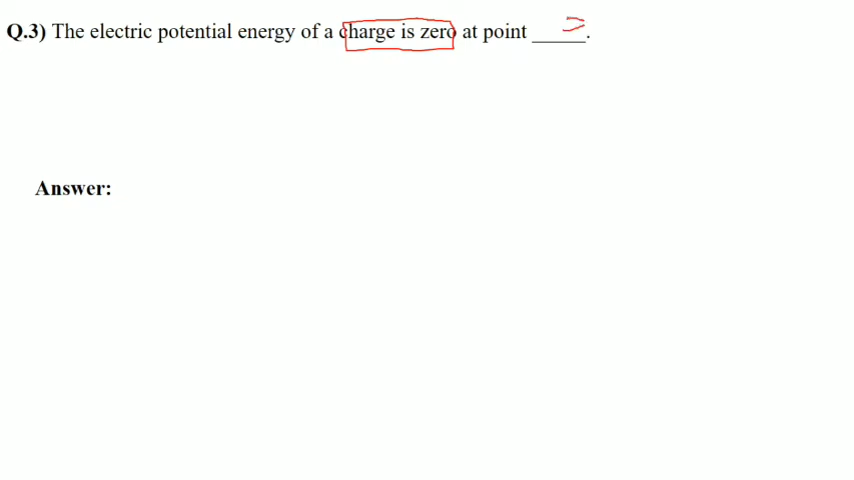 Q.3) The electric potential energy of a charge is zero at point _____.
Answer: